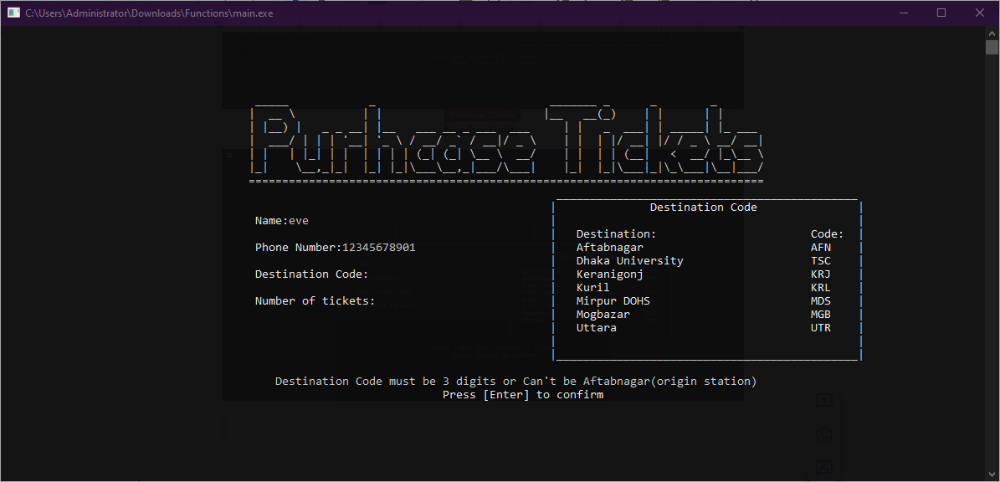 C:\Users\Administrator\Downloads\Functions\main.exe
Purhcase Tickets
Destination Code
Name:eve
Phone Number:12345678901
Destination Code:
Number of tickets:
Destination: Code:
Aftabnagar AFN
Dhaka University TSC
Keranigonj KRJ
Kuril KRL
Mirpur DOHS MDS
Mogbazar MGB
Uttara UTR
Destination Code must be 3 digits or Can't be Aftabnagar(origin station)
Press [Enter] to confirm